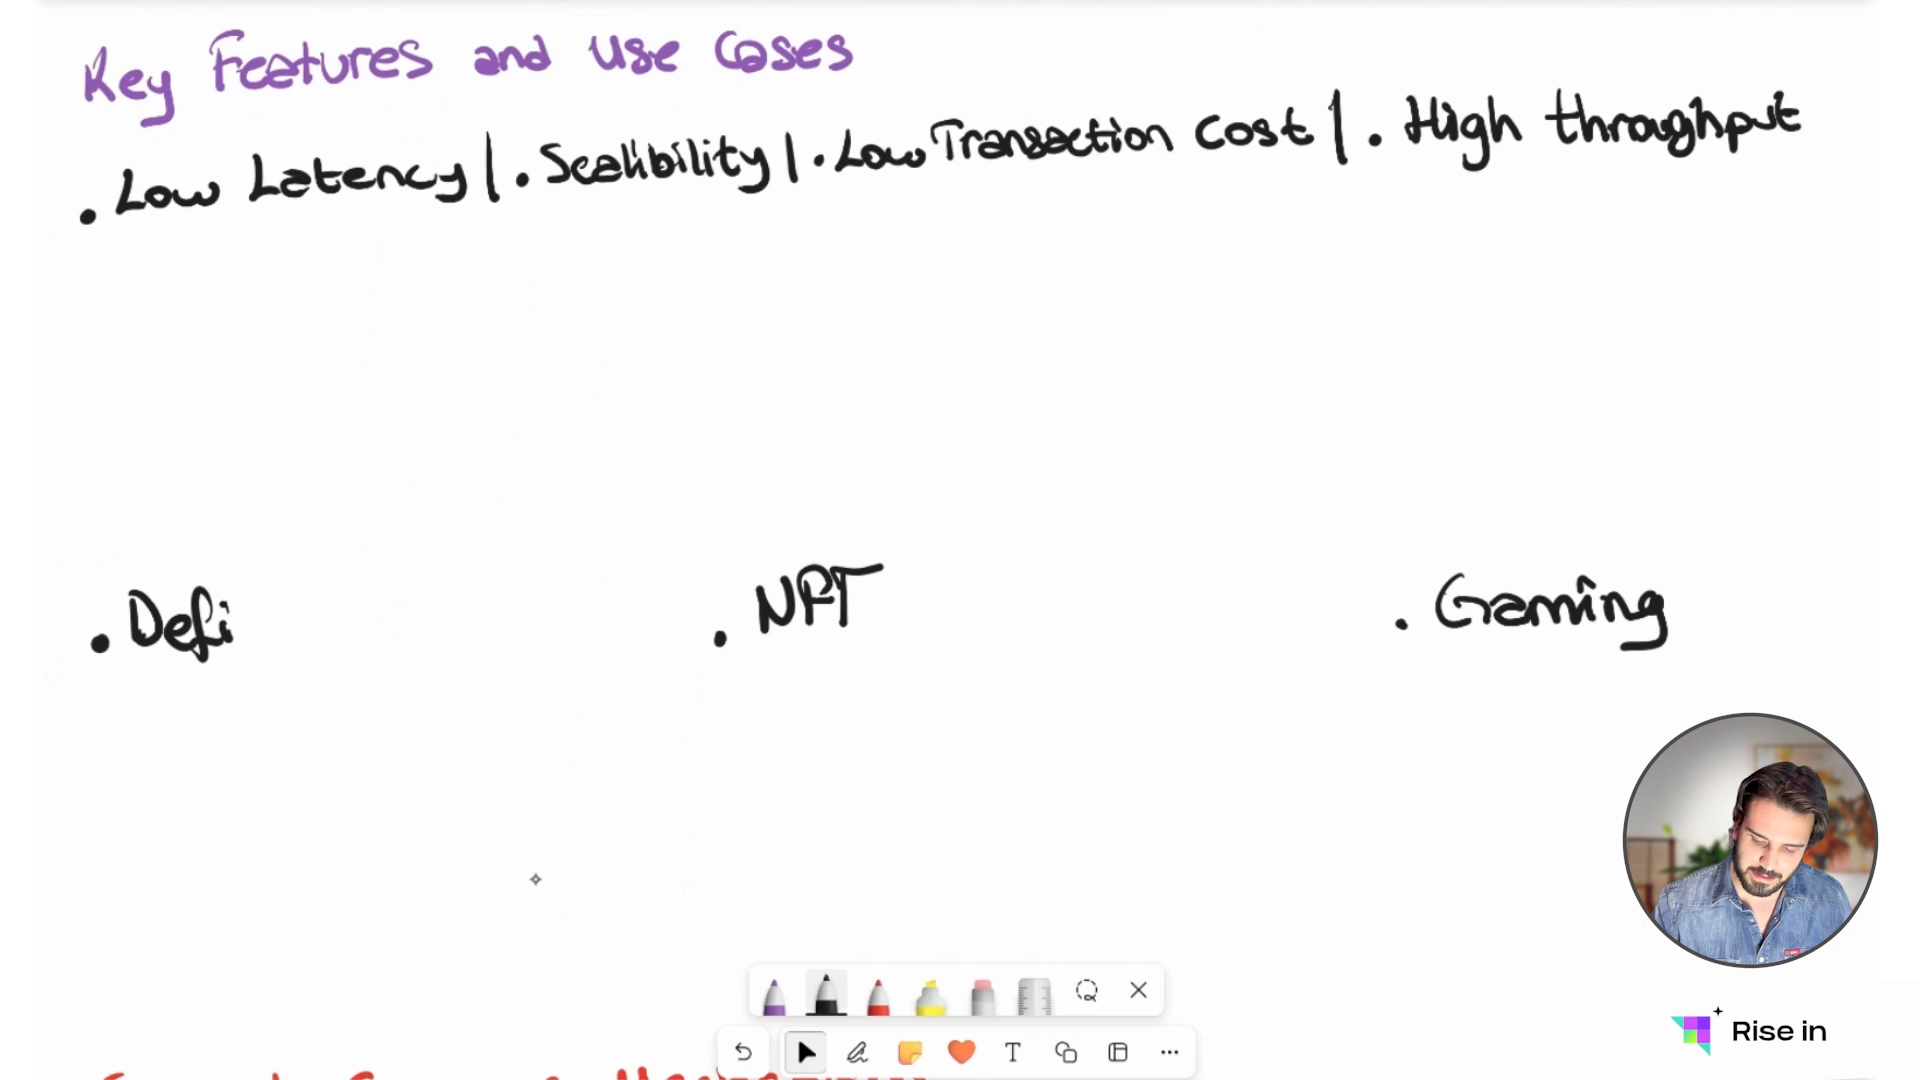 Key Features and Use Cases
. Low Latency | . Scalibility | . Low Transaction Cost | . High throughput
. Defi . NFT . Gaming
T
Rise in